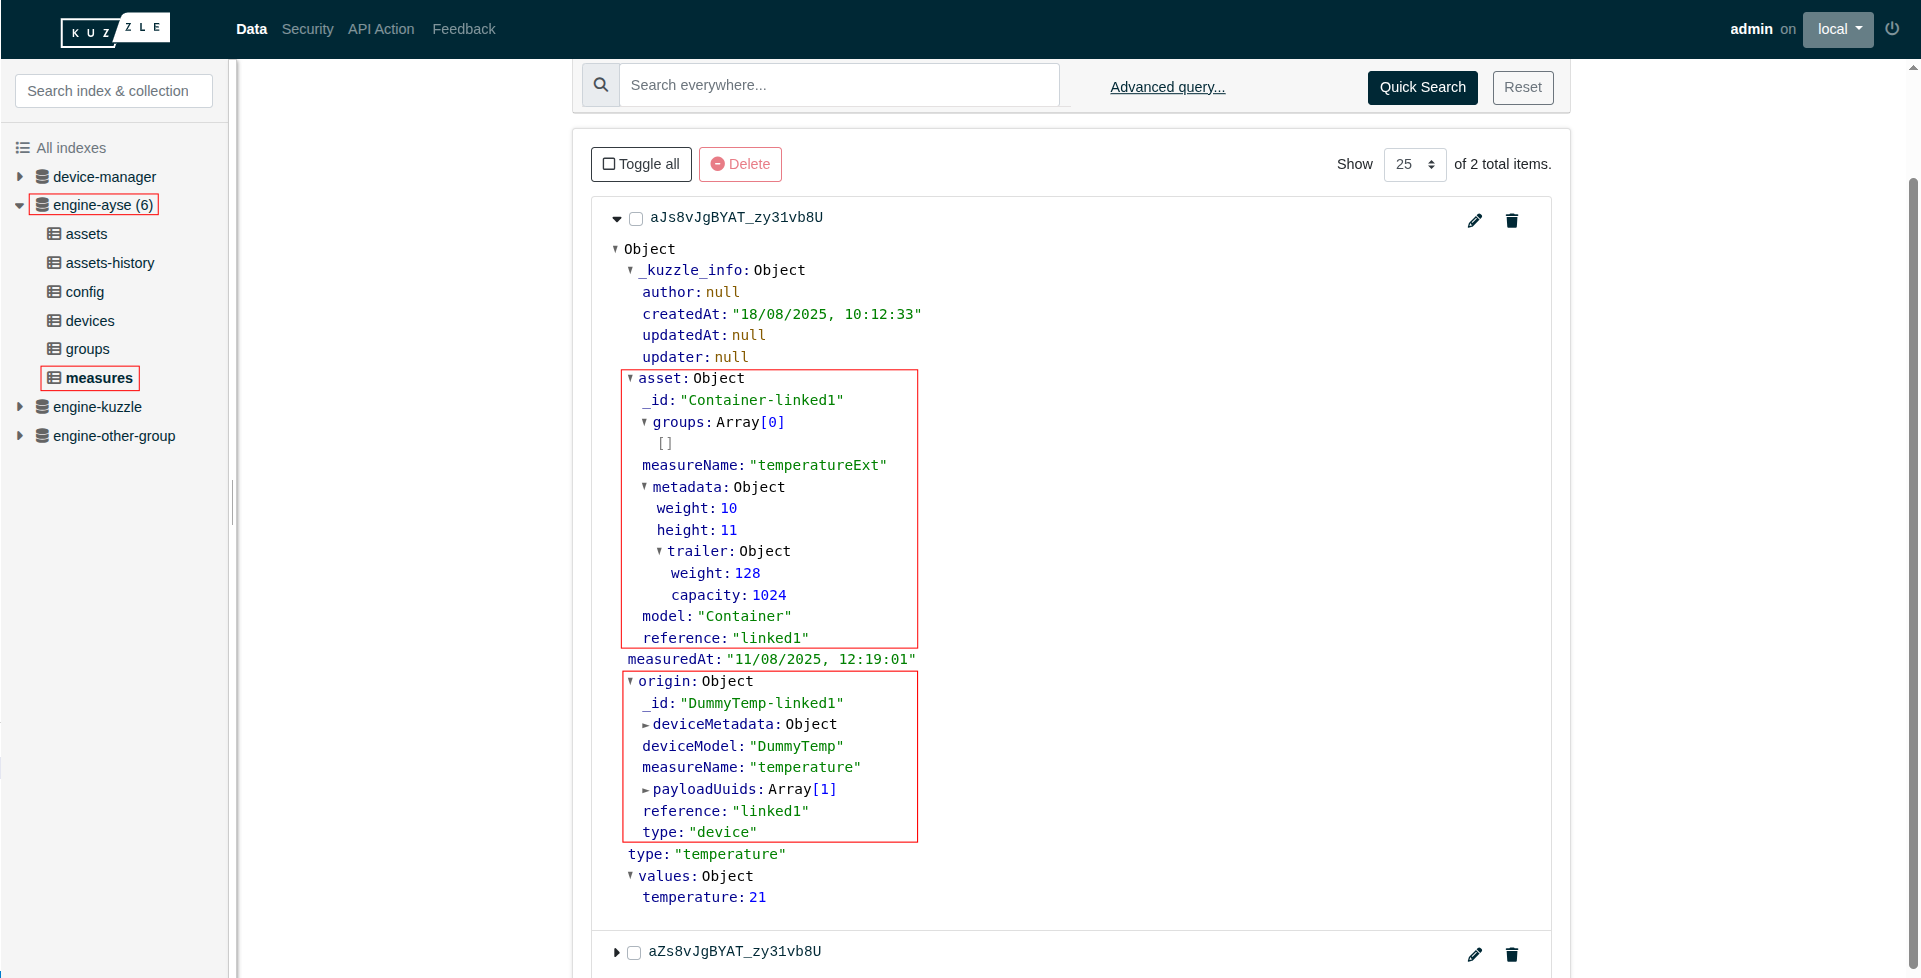 KUZZLE Data Security API Action Feedback admin on local
Search index & collection
All indexes
device-manager
engine-ayse (6)
assets
assets-history
config
devices
groups
measures
engine-kuzzle
engine-other-group
Search everywhere... Advanced query... Quick Search Reset
Toggle all Delete Show 25 of 2 total items.
aJs8vJgBYAT_zy31vb8U
Object
_kuzzle_info: Object
author: null
createdAt: "18/08/2025, 10:12:33"
updatedAt: null
updater: null
asset: Object
_id: "Container-linked1"
groups: Array[0]
[]
measureName: "temperatureExt"
metadata: Object
weight: 10
height: 11
trailer: Object
weight: 128
capacity: 1024
model: "Container"
reference: "linked1"
measuredAt: "11/08/2025, 12:19:01"
origin: Object
_id: "DummyTemp-linked1"
deviceMetadata: Object
deviceModel: "DummyTemp"
measureName: "temperature"
payloadUuids: Array[1]
reference: "linked1"
type: "device"
type: "temperature"
values: Object
temperature: 21
aZs8vJgBYAT_zy31vb8U